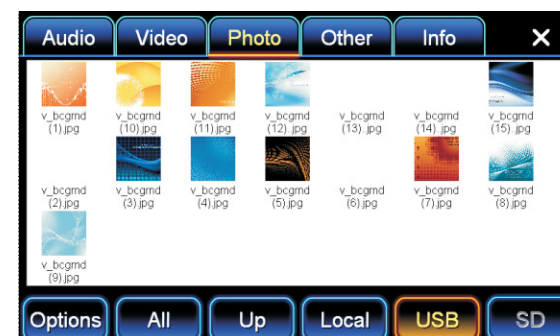 Audio Video Photo Other Info X
v_bcgrnd v_bcgrnd v_bcgrnd v_bcgrnd v_bcgrnd v_bcgrnd v_bcgrnd
(1).jpg (10).jpg (11).jpg (12).jpg (13).jpg (14).jpg (15).jpg
v_bcgrnd v_bcgrnd v_bcgrnd v_bcgrnd v_bcgrnd v_bcgrnd v_bcgrnd
(2).jpg (3).jpg (4).jpg (5).jpg (6).jpg (7).jpg (8).jpg
v_bcgrnd
(9).jpg
Options All Up Local USB SD